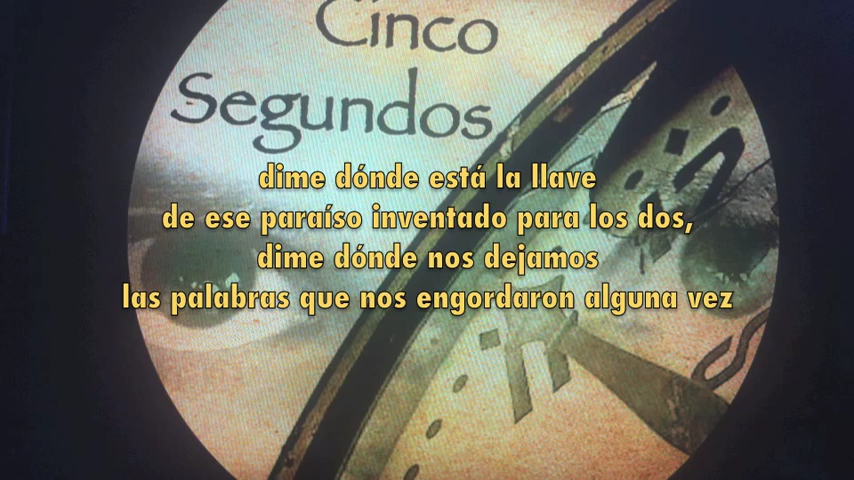 Cinco
Segundos
dime dónde está la llave
de ese paraíso inventado para los dos,
dime dónde nos dejamos
las palabras que nos engordaron alguna vez